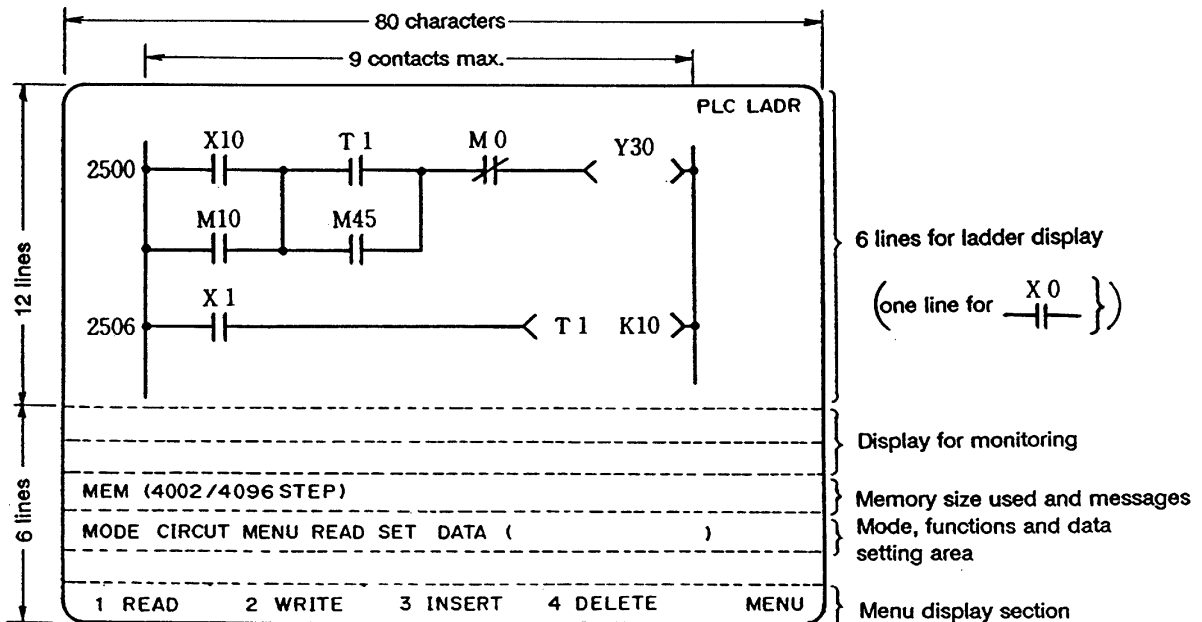 80 characters
9 contacts max.
PLC LADR
X10 T 1 M 0 Y30
2500
M10 M45
X 1
2506 T 1 K10
12 lines
6 lines for ladder display
(one line for X 0 )
Display for monitoring
6 lines
MEM (4002/4096 STEP)
Memory size used and messages
MODE CIRCUT MENU READ SET DATA ( )
Mode, functions and data
setting area
1 READ 2 WRITE 3 INSERT 4 DELETE MENU
Menu display section